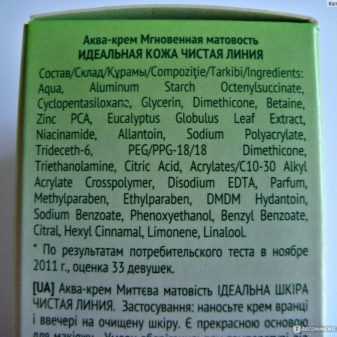 Аква-крем Мгновенная матовость
ИДЕАЛЬНАЯ КОЖА ЧИСТАЯ ЛИНИЯ
Состав/Склад/Құрамы/Compoziţie/Tarkibi/Ingredients:
Aqua, Aluminum Starch Octenylsuccinate,
Cyclopentasiloxane, Glycerin, Dimethicone, Betaine,
Zinc PCA, Eucalyptus Globulus Leaf Extract,
Niacinamide, Allantoin, Sodium Polyacrylate,
Trideceth-6, PEG/PPG-18/18 Dimethicone,
Triethanolamine, Citric Acid, Acrylates/C10-30 Alkyl
Acrylate Crosspolymer, Disodium EDTA, Parfum,
Methylparaben, Ethylparaben, DMDM Hydantoin,
Sodium Benzoate, Phenoxyethanol, Benzyl Benzoate,
Citral, Hexyl Cinnamal, Limonene, Linalool.
* По результатам потребительского теста в ноябре
2011 г., оценка 33 девушек.
[UA] Аква-крем Миттєва матовість ІДЕАЛЬНА ШКІРА
ЧИСТАЯ ЛИНИЯ. Застосування: наносьте крем вранці
і ввечері на очищену шкіру. Є прекрасною основою